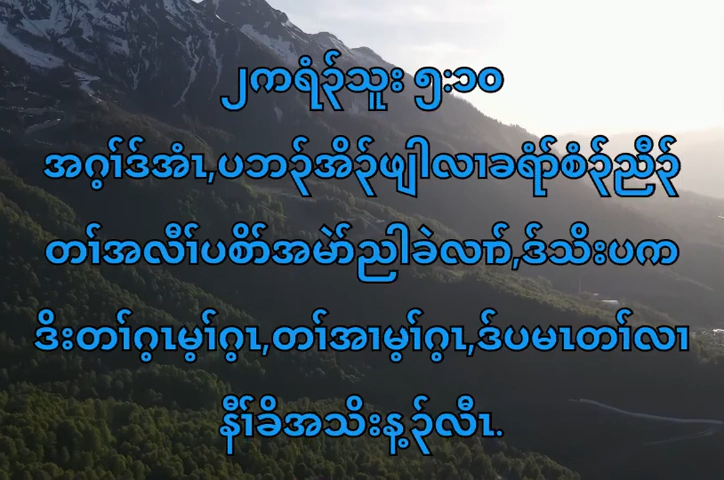 ၂ကရံၣ်သူး ၅:၁၀
အဂ့ၢ်ဒ်အံၤ,ပဘၣ်အိၣ်ဖျါလၢခရံာ်စံၣ်ညီၣ်
တၢ်အလီၢ်ပစိာ်အမဲာ်ညါခဲလၢာ်,ဒ်သိးပက
ဒိးတၢ်ဂ့ၤမ့ၢ်ဂ့ၤ,တၢ်အၢမ့ၢ်ဂ့ၤ,ဒ်ပမၤတၢ်လၢ
နီၢ်ခိအသိးန့ၣ်လီၤ.